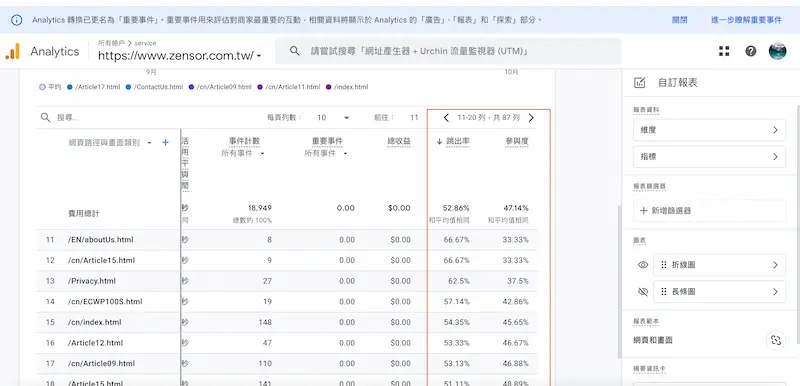 Analytics 轉換已更名為「重要事件」。重要事件用來評估對商家最重要的互動，相關資料將顯示於 Analytics 的「廣告」、「報表」和「探索」部分。
關閉
進一步瞭解重要事件
Analytics
所有帳戶 > service
https://www.zensor.com.tw/
請嘗試搜尋「網址產生器 + Urchin 流量監視器 (UTM)」
9月
10月
平均 /Article17.html /ContactUs.html /cn/Article09.html /cn/Article11.html /index.html
搜尋...
每頁列數：
10
前往：
11
11-20 列，共 87 列
網頁路徑與畫面類別
活用平與間
事件計數
所有事件
重要事件
所有事件
總收益
跳出率
參與度
費用總計
秒
同
18,949
總數的 100%
0.00
$0.00
52.86%
和平均值相同
47.14%
和平均值相同
11 /EN/aboutUs.html 秒 8 0.00 $0.00 66.67% 33.33%
12 /cn/Article15.html 秒 9 0.00 $0.00 66.67% 33.33%
13 /Privacy.html 秒 27 0.00 $0.00 62.5% 37.5%
14 /cn/ECWP100S.html 秒 19 0.00 $0.00 57.14% 42.86%
15 /cn/index.html 秒 148 0.00 $0.00 54.35% 45.65%
16 /Article12.html 秒 47 0.00 $0.00 53.33% 46.67%
17 /cn/Article09.html 秒 110 0.00 $0.00 53.13% 46.88%
18 /Article15.html 秒 141 0.00 $0.00 51.11% 48.89%
自訂報表
報表資料
維度
指標
報表篩選器
新增篩選器
圖表
折線圖
長條圖
報表範本
網頁和畫面
摘要資訊卡